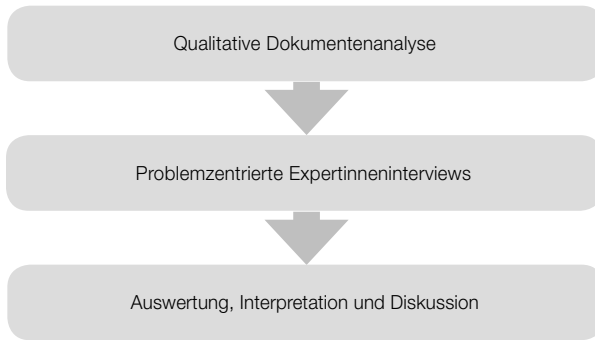 Qualitative Dokumentenanalyse
Problemzentrierte Expertinneninterviews
Auswertung, Interpretation und Diskussion